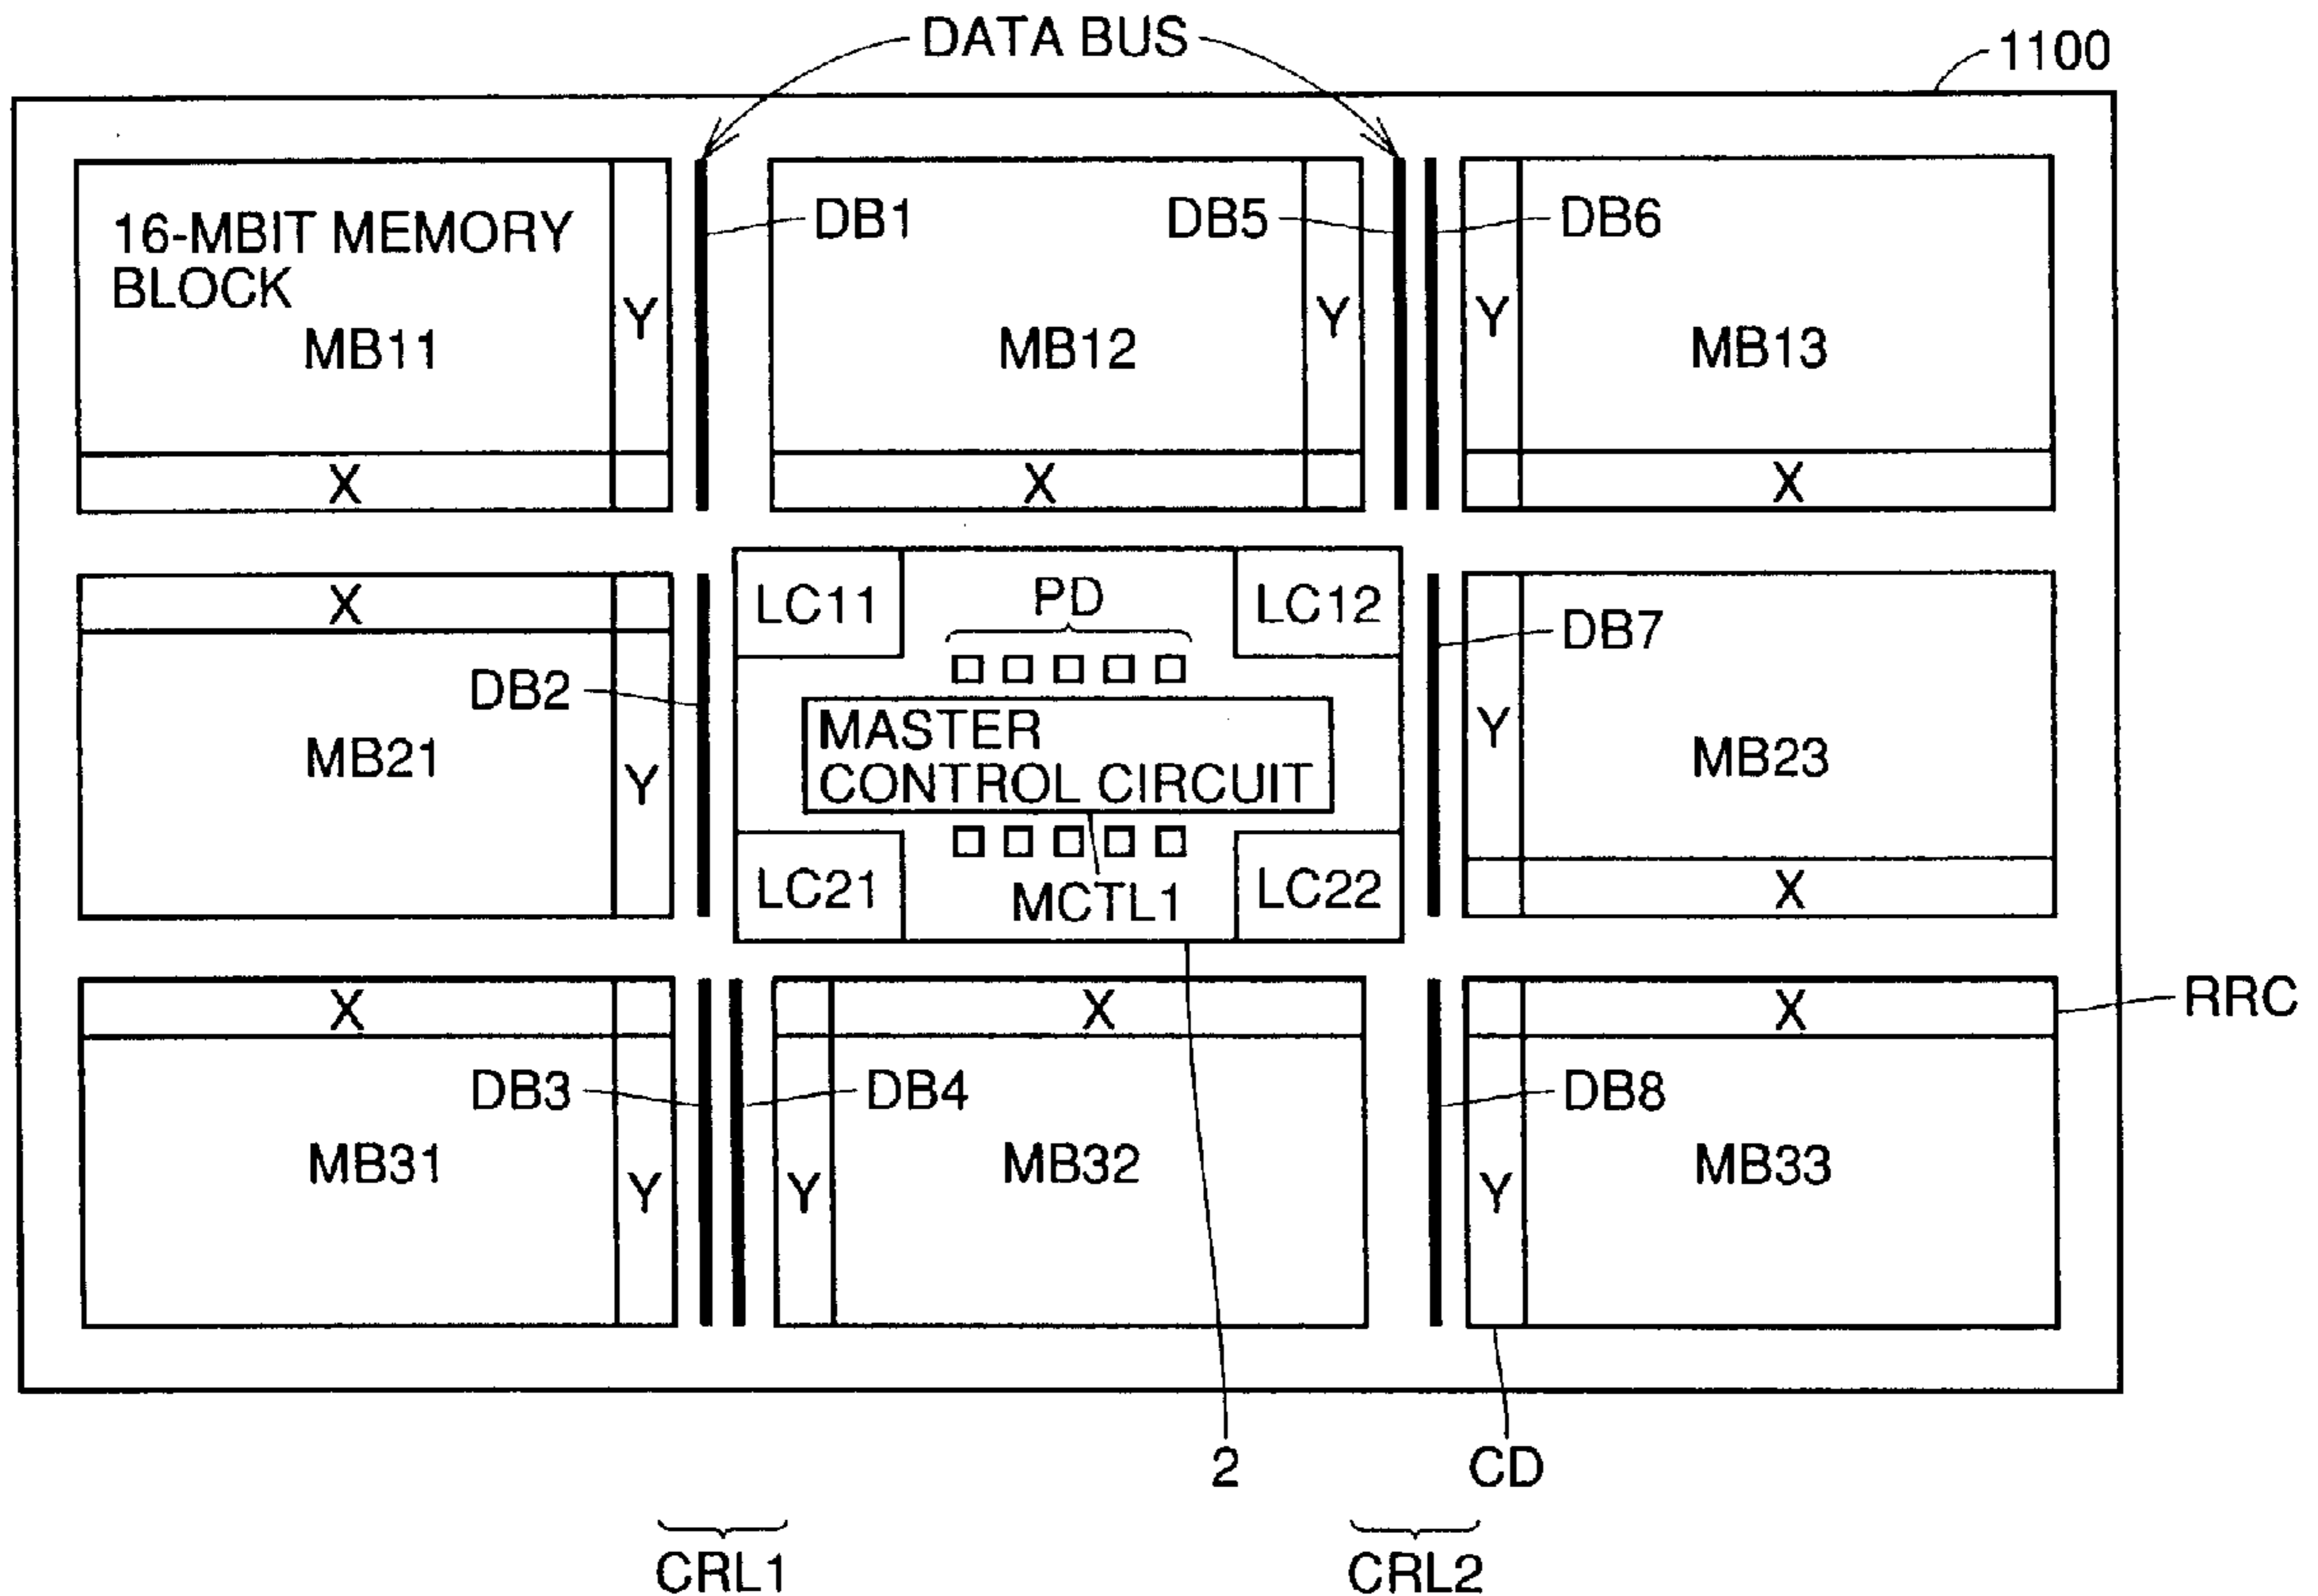 DATA BUS
1100
16-MBIT MEMORY
BLOCK
MB11
Y
X
DB1
MB12
DB5
Y
X
DB6
Y
MB13
X
X
DB2
MB21
Y
LC11
PD
LC12
MASTER
CONTROL CIRCUIT
LC21
MCTL1
LC22
DB7
Y
MB23
X
X
DB3
MB31
Y
X
DB4
Y
MB32
X
DB8
Y
MB33
RRC
2
CD
CRL1
CRL2